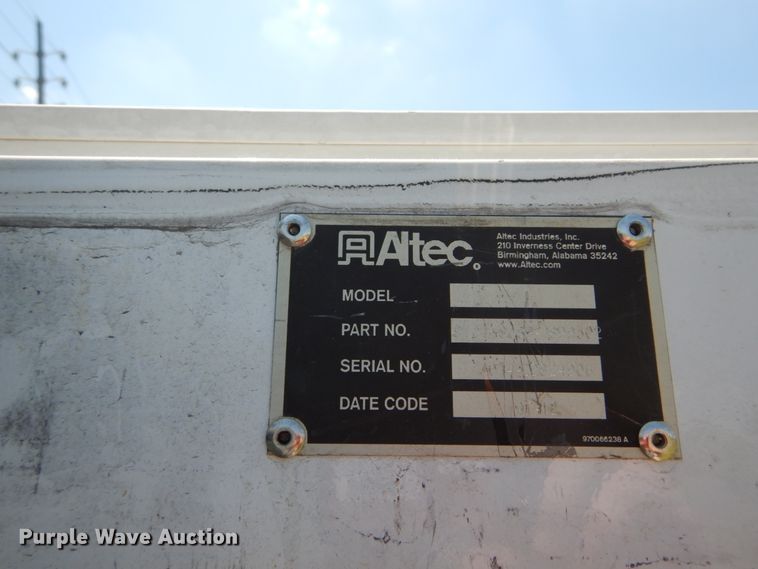 Altec
Altec Industries, Inc.
210 Inverness Center Drive
Birmingham, Alabama 35242
www.Altec.com
MODEL
PART NO.
SERIAL NO.
DATE CODE
970066238 A
Purple Wave Auction